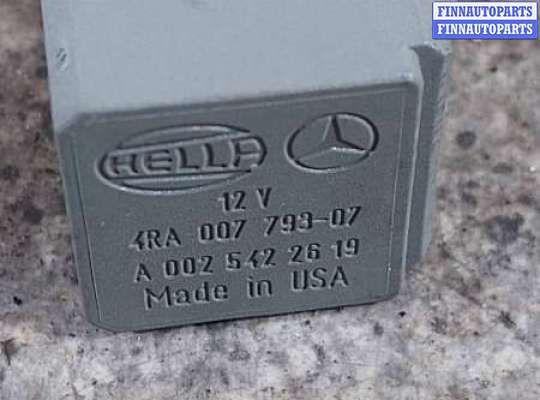 FINNAUTOPARTS
FINNAUTOPARTS
HELLA
12 V
4RA 007 793-07
A 002 542 26 19
Made in USA